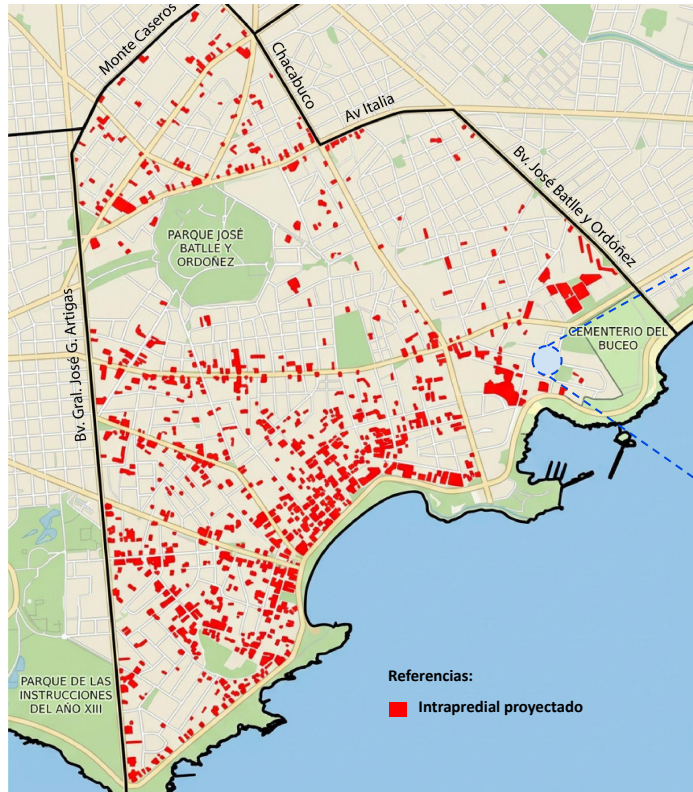 Monte Caseros
Chacabuco
Av Italia
Bv. José Batlle y Ordóñez
PARQUE JOSÉ
BATLLE Y
ORDOÑEZ
Bv. Gral. José G. Artigas
CEMENTERIO DEL
BUCEO
PARQUE DE LAS
INSTRUCCIONES
DEL AÑO XIII
Referencias:
Intrapredial proyectado